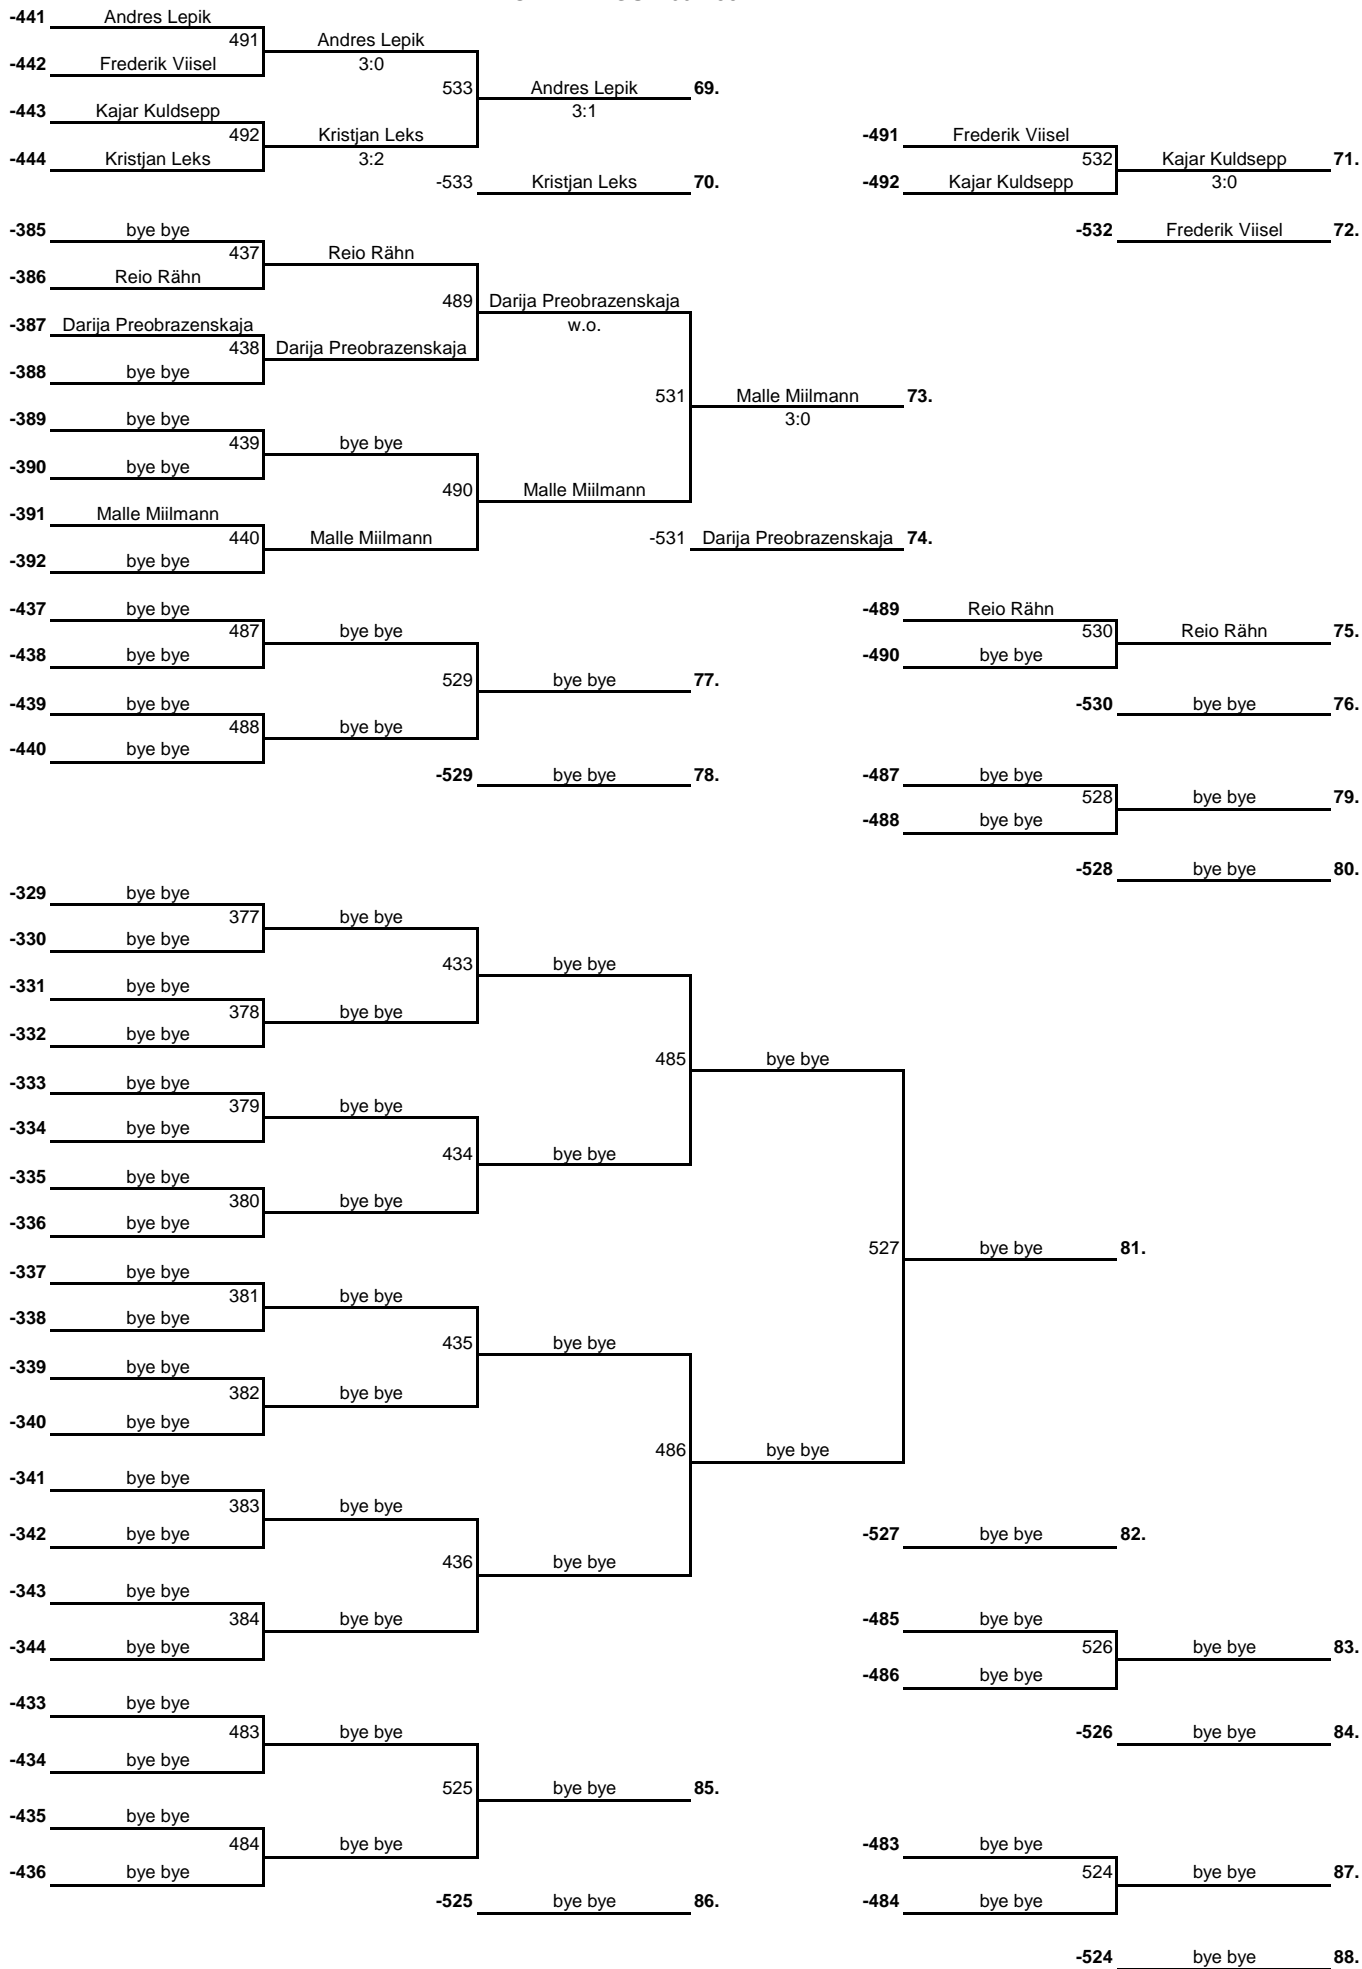 -441 Andres Lepik
491 Andres Lepik
-442 Frederik Viisel 3:0
533 Andres Lepik 69.
-443 Kajar Kuldsepp 3:1
492 Kristjan Leks -491 Frederik Viisel
-444 Kristjan Leks 3:2 532 Kajar Kuldsepp 71.
-533 Kristjan Leks 70. -492 Kajar Kuldsepp 3:0
-385 bye bye -532 Frederik Viisel 72.
437 Reio Rähn
-386 Reio Rähn
489 Darija Preobrazenskaja
-387 Darija Preobrazenskaja w.o.
438 Darija Preobrazenskaja
-388 bye bye
531 Malle Miilmann 73.
-389 bye bye 3:0
439 bye bye
-390 bye bye
490 Malle Miilmann
-391 Malle Miilmann
440 Malle Miilmann -531 Darija Preobrazenskaja 74.
-392 bye bye
-437 bye bye -489 Reio Rähn
487 bye bye 530 Reio Rähn 75.
-438 bye bye -490 bye bye
529 bye bye 77.
-439 bye bye -530 bye bye 76.
488 bye bye
-440 bye bye
-529 bye bye 78. -487 bye bye
528 bye bye 79.
-488 bye bye
-528 bye bye 80.
-329 bye bye
377 bye bye
-330 bye bye
433 bye bye
-331 bye bye
378 bye bye
-332 bye bye
485 bye bye
-333 bye bye
379 bye bye
-334 bye bye
434 bye bye
-335 bye bye
380 bye bye
-336 bye bye
527 bye bye 81.
-337 bye bye
381 bye bye
-338 bye bye
435 bye bye
-339 bye bye
382 bye bye
-340 bye bye
486 bye bye
-341 bye bye
383 bye bye
-342 bye bye -527 bye bye 82.
436 bye bye
-343 bye bye
384 bye bye -485 bye bye
-344 bye bye 526 bye bye 83.
-486 bye bye
-433 bye bye
483 bye bye -526 bye bye 84.
-434 bye bye
525 bye bye 85.
-435 bye bye
484 bye bye -483 bye bye
-436 bye bye 524 bye bye 87.
-525 bye bye 86. -484 bye bye
-524 bye bye 88.